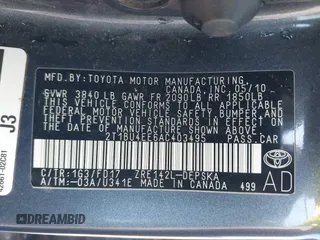 MFD. BY: TOYOTA MOTOR MANUFACTURING,
CANADA INC. 05/10
GVWR 3840 LB GAWR FR 2090LB RR 1850LB
THIS VEHICLE CONFORMS TO ALL APPLICABLE FEDERAL
MOTOR VEHICLE SAFETY, BUMPER, AND THEFT PREVENTION
STANDARDS IN EFFECT ON THE DATE OF MANUFACTURE
SHOWN ABOVE.
2T1BU4EE6AC403495 PASS.CAR
C/TR:1G3/FD17 ZRE142L-DEPSKA
A/TM:-03A/U341E MADE IN CANADA 499
TOYOTA
AD
J3
DRAWBIDIFY